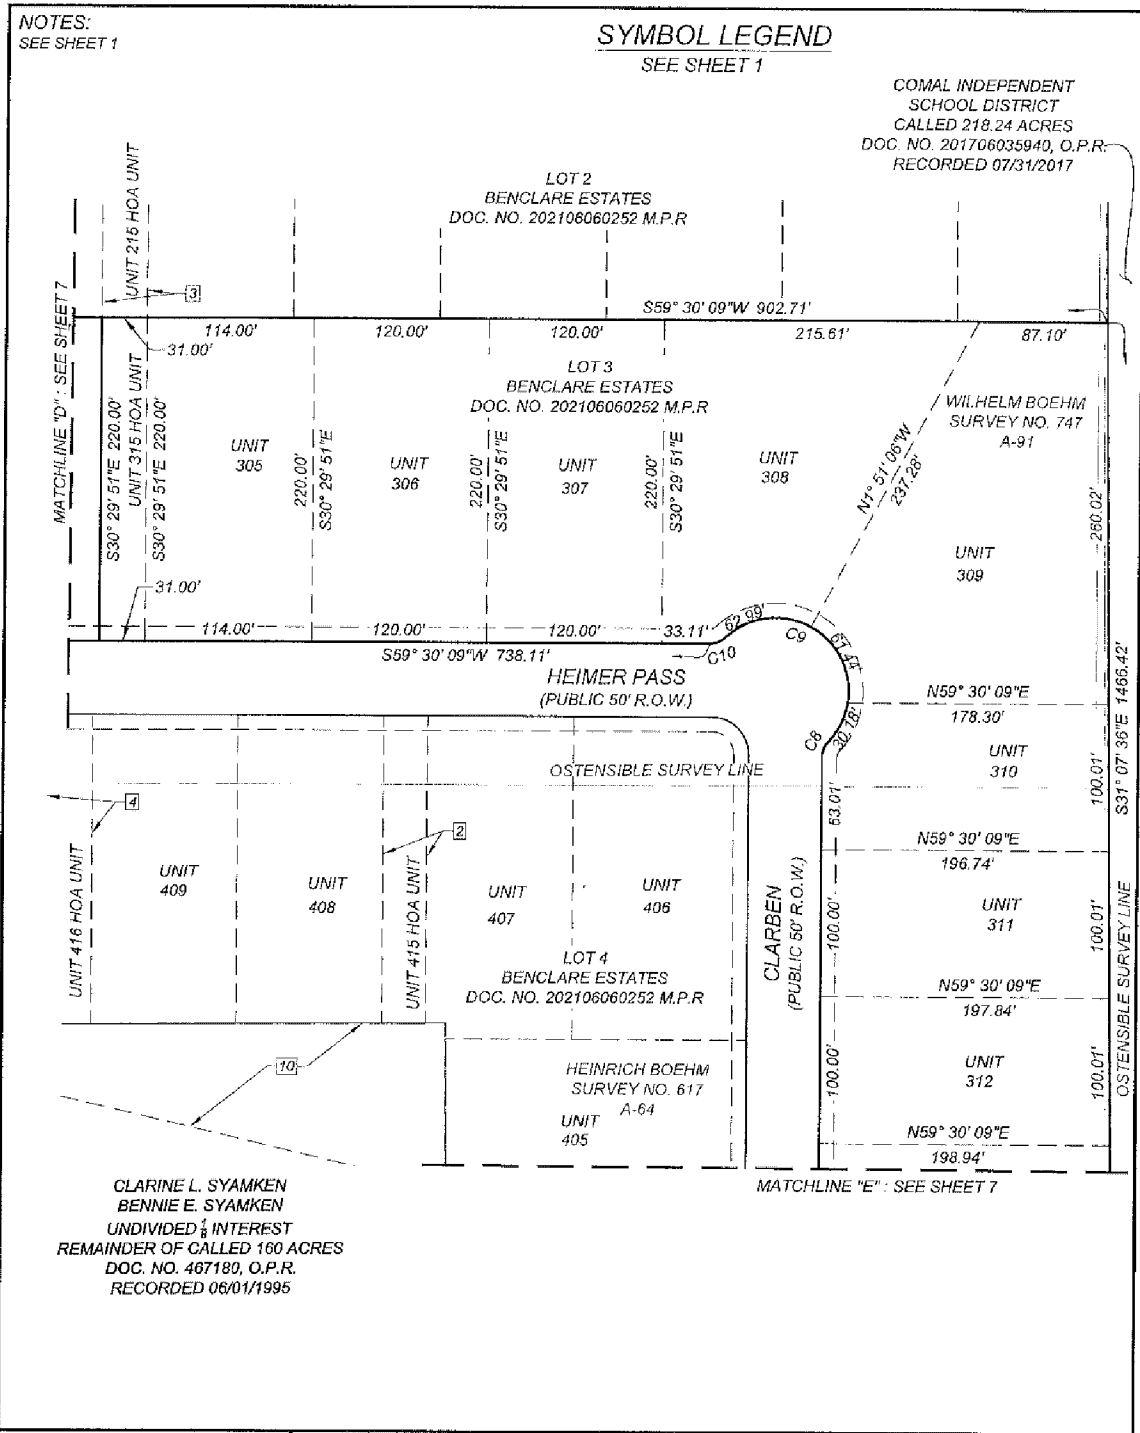 NOTES:
SEE SHEET 1
SYMBOL LEGEND
SEE SHEET 1
COMAL INDEPENDENT
SCHOOL DISTRICT
CALLED 218.24 ACRES
DOC. NO. 201706035940, O.P.R.
RECORDED 07/31/2017
LOT 2
BENCLARE ESTATES
DOC. NO. 202106060252 M.P.R
UNIT 215 HOA UNIT
3
MATCHLINE "D" : SEE SHEET 7
S59° 30' 09"W 902.71'
114.00'
120.00'
120.00'
215.61'
87.10'
31.00'
LOT 3
BENCLARE ESTATES
DOC. NO. 202106060252 M.P.R
WILHELM BOEHM
SURVEY NO. 747
A-91
S30° 29' 51"E 220.00'
UNIT 315 HOA UNIT
S30° 29' 51"E 220.00'
UNIT
305
220.00'
S30° 29' 51"E
UNIT
306
220.00'
S30° 29' 51"E
UNIT
307
220.00'
S30° 29' 51"E
UNIT
308
N1° 51' 06"W
237.28'
UNIT
309
260.02'
31.00'
114.00'
120.00'
120.00'
33.11'
62.99'
C9
61.44'
C10
S59° 30' 09"W 738.11'
HEIMER PASS
(PUBLIC 50' R.O.W.)
C8
30.18'
N59° 30' 09"E
178.30'
S31° 07' 36"E 1466.42'
UNIT
310
100.01'
OSTENSIBLE SURVEY LINE
63.01'
4
2
N59° 30' 09"E
196.74'
UNIT 416 HOA UNIT
UNIT
409
UNIT
408
UNIT 415 HOA UNIT
UNIT
407
UNIT
406
CLARBEN
(PUBLIC 50' R.O.W.)
100.00'
UNIT
311
100.01'
OSTENSIBLE SURVEY LINE
LOT 4
BENCLARE ESTATES
DOC. NO. 202106060252 M.P.R
N59° 30' 09"E
197.84'
10
HEINRICH BOEHM
SURVEY NO. 617
A-64
UNIT
405
100.00'
UNIT
312
100.01'
N59° 30' 09"E
198.94'
MATCHLINE "E" : SEE SHEET 7
CLARINE L. SYAMKEN
BENNIE E. SYAMKEN
UNDIVIDED INTEREST
REMAINDER OF CALLED 160 ACRES
DOC. NO. 467180, O.P.R.
RECORDED 06/01/1995